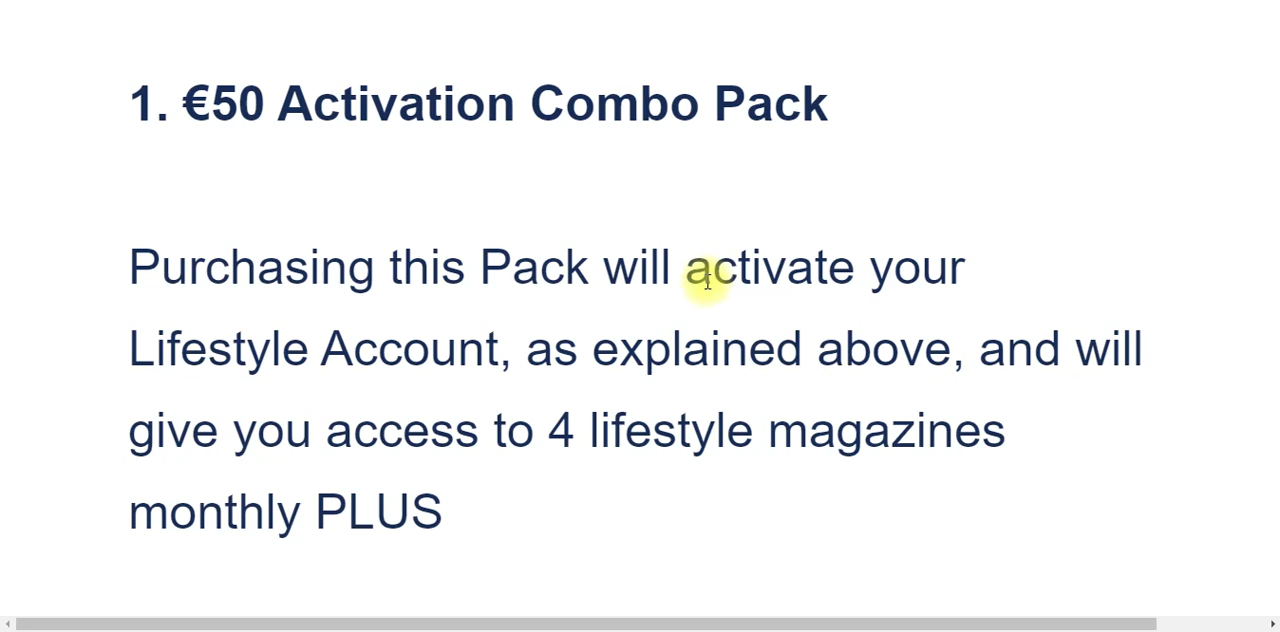 1. €50 Activation Combo Pack
Purchasing this Pack will activate your
Lifestyle Account, as explained above, and will
give you access to 4 lifestyle magazines
monthly PLUS